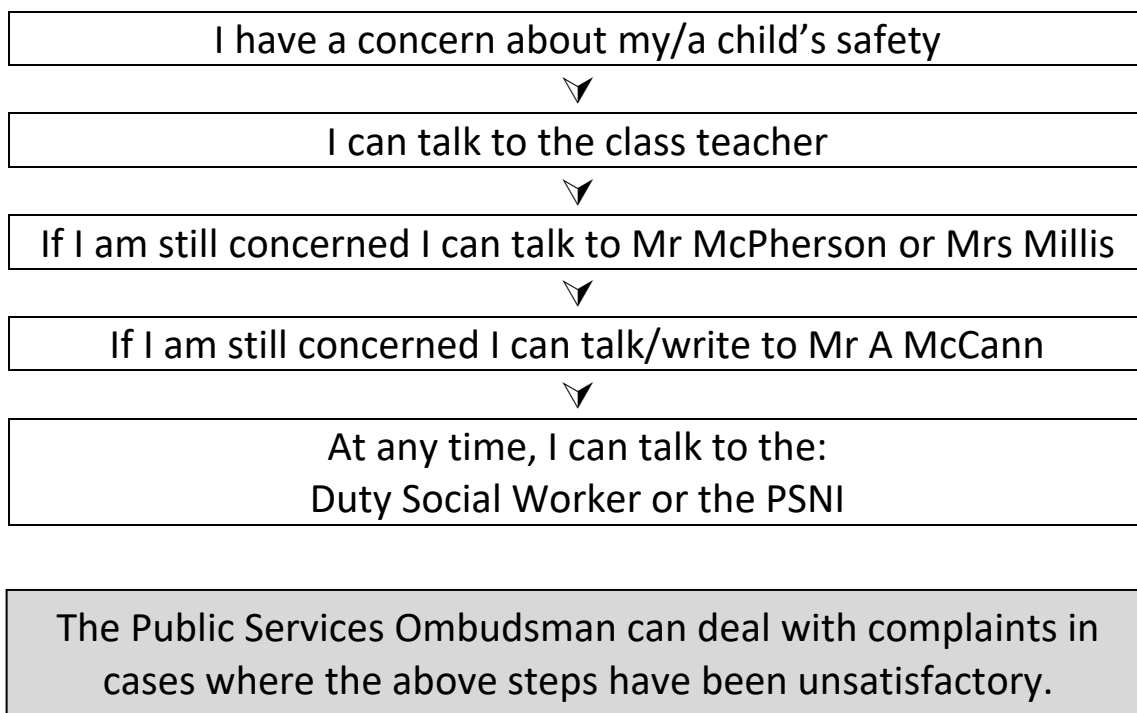 I have a concern about my/a child’s safety
I can talk to the class teacher
If I am still concerned I can talk to Mr McPherson or Mrs Millis
If I am still concerned I can talk/write to Mr A McCann
At any time, I can talk to the:
Duty Social Worker or the PSNI
The Public Services Ombudsman can deal with complaints in
cases where the above steps have been unsatisfactory.